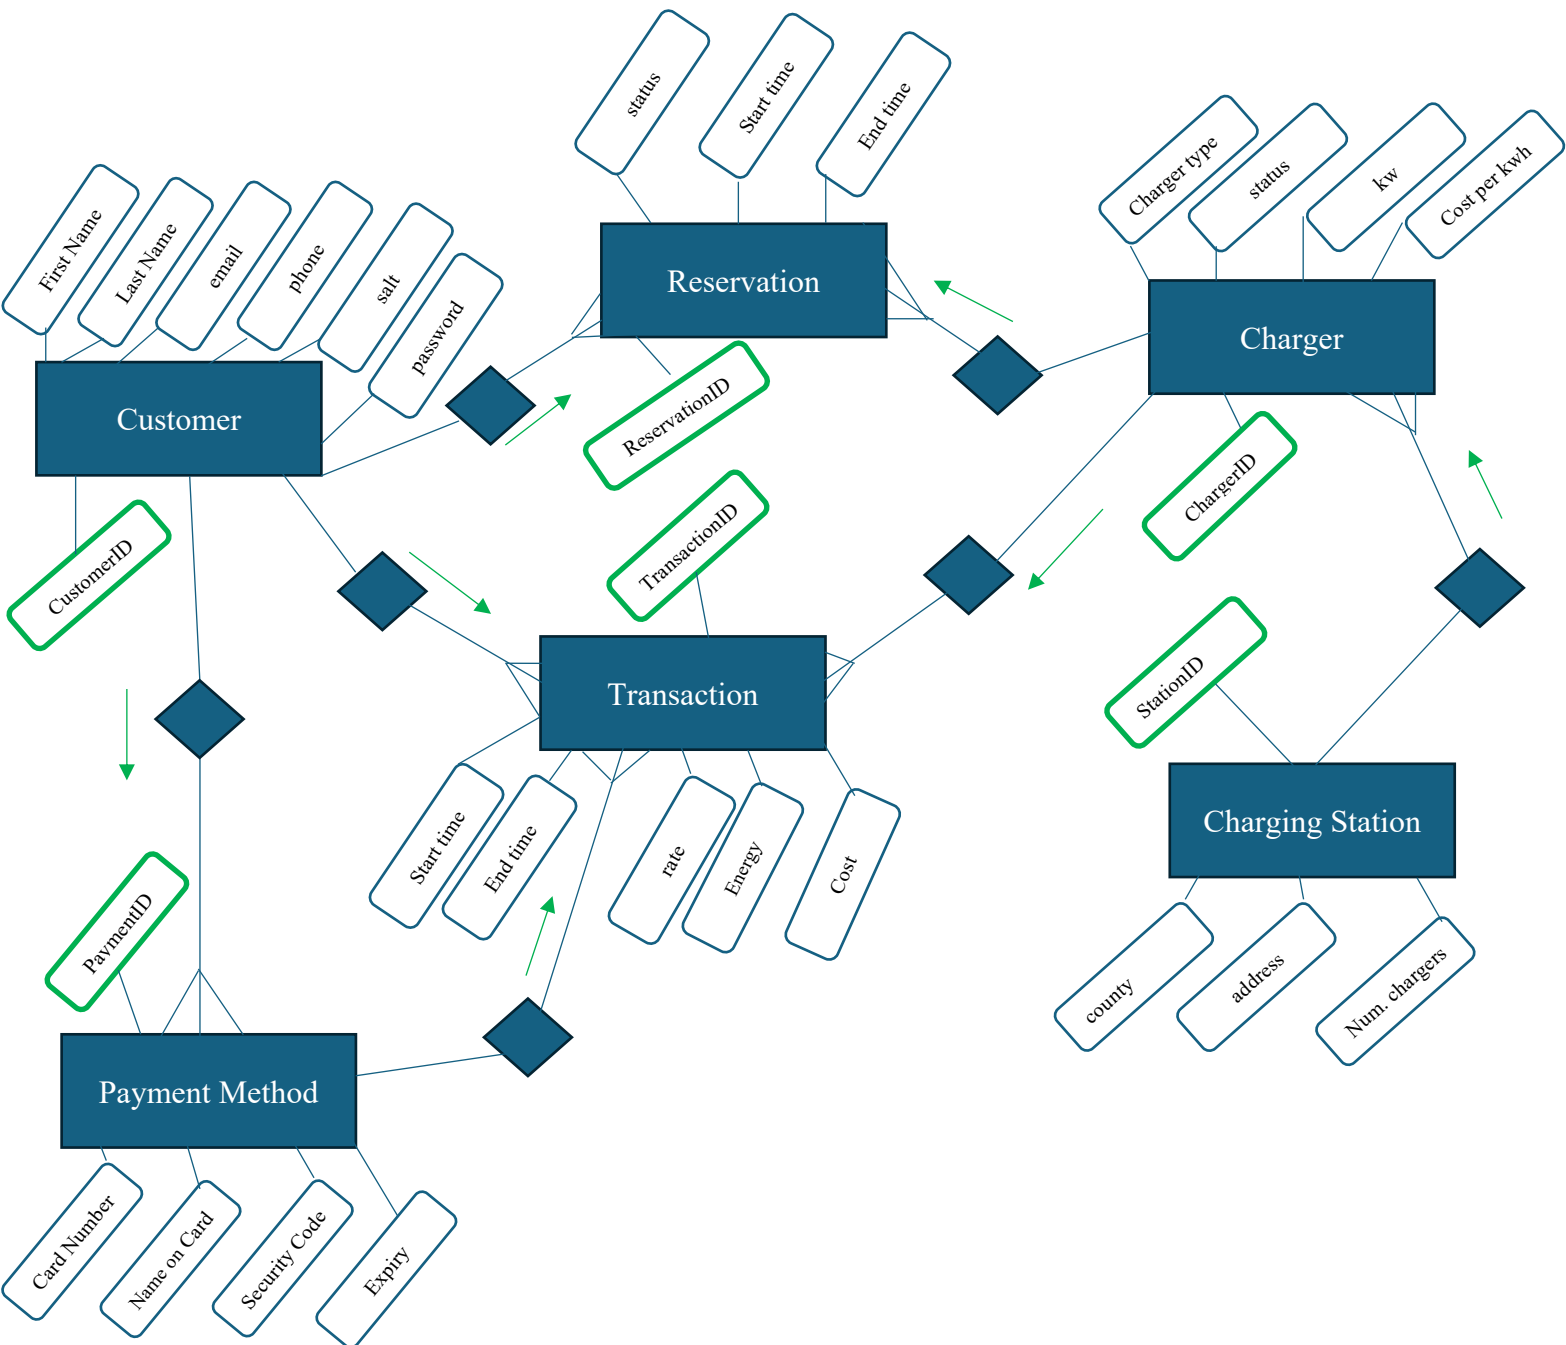 status
Start time
End time
Charger type
status
kw
Cost per kwh
First Name
Last Name
email
phone
salt
password
Reservation
Charger
Customer
ReservationID
ChargerID
TransactionID
CustomerID
StationID
Transaction
Charging Station
Start time
End time
rate
Energy
Cost
PaymentID
county
address
Num. chargers
Payment Method
Card Number
Name on Card
Security Code
Expiry